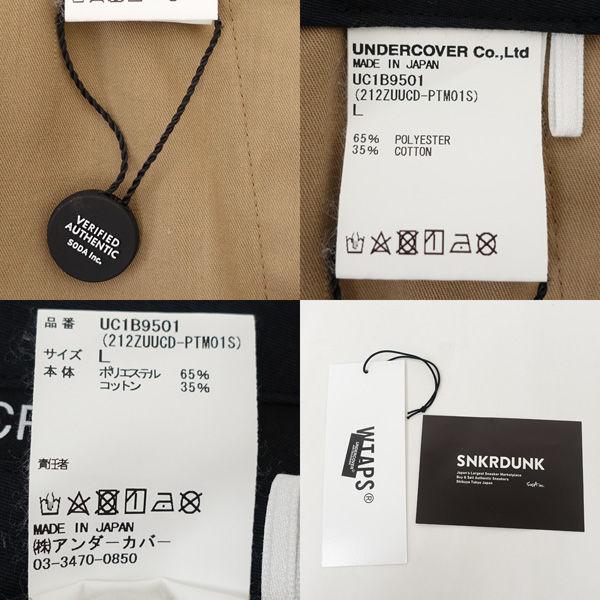 VERIFIED
AUTHENTIC
SODA Inc.
UNDERCOVER Co.,Ltd
MADE IN JAPAN
UC1B9501
(212ZUUCD-PTM01S)
L
65% POLYESTER
35% COTTON
品番 UC1B9501
(212ZUUCD-PTM01S)
サイズ L
本体 ポリエステル 65%
コットン 35%
責任者
MADE IN JAPAN
㈱アンダーカバー
03-3470-0850
WTAPS®
UNDERCOVER
SNKRDUNK
Japan's Largest Sneaker Marketplace
Buy & Sell Authentic Sneakers
Shibuya Tokyo Japan